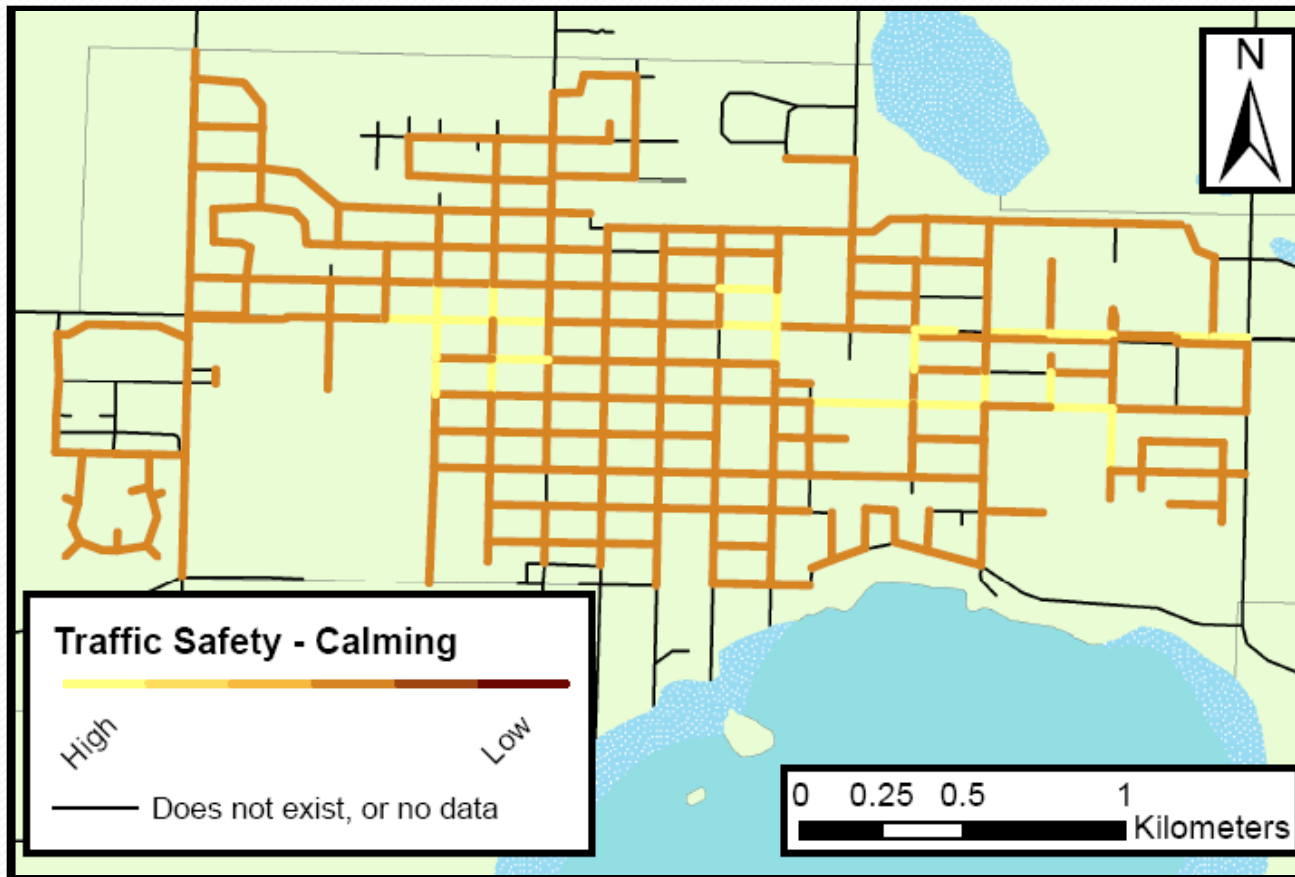 N
Traffic Safety - Calming
High
Low
Does not exist, or no data
0 0.25 0.5 1
Kilometers